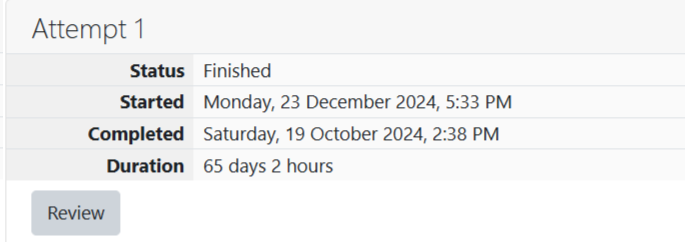 Attempt 1
Status Finished
Started Monday, 23 December 2024, 5:33 PM
Completed Saturday, 19 October 2024, 2:38 PM
Duration 65 days 2 hours
Review